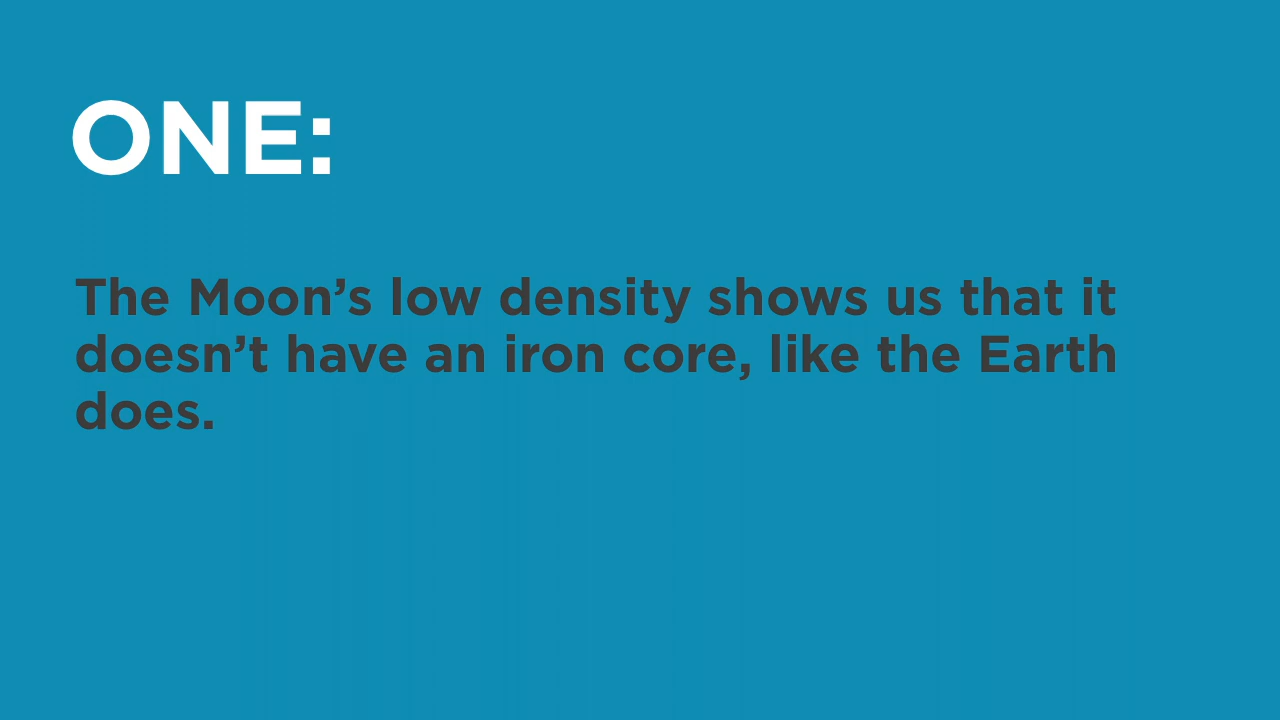 ONE:
The Moon’s low density shows us that it
doesn’t have an iron core, like the Earth
does.